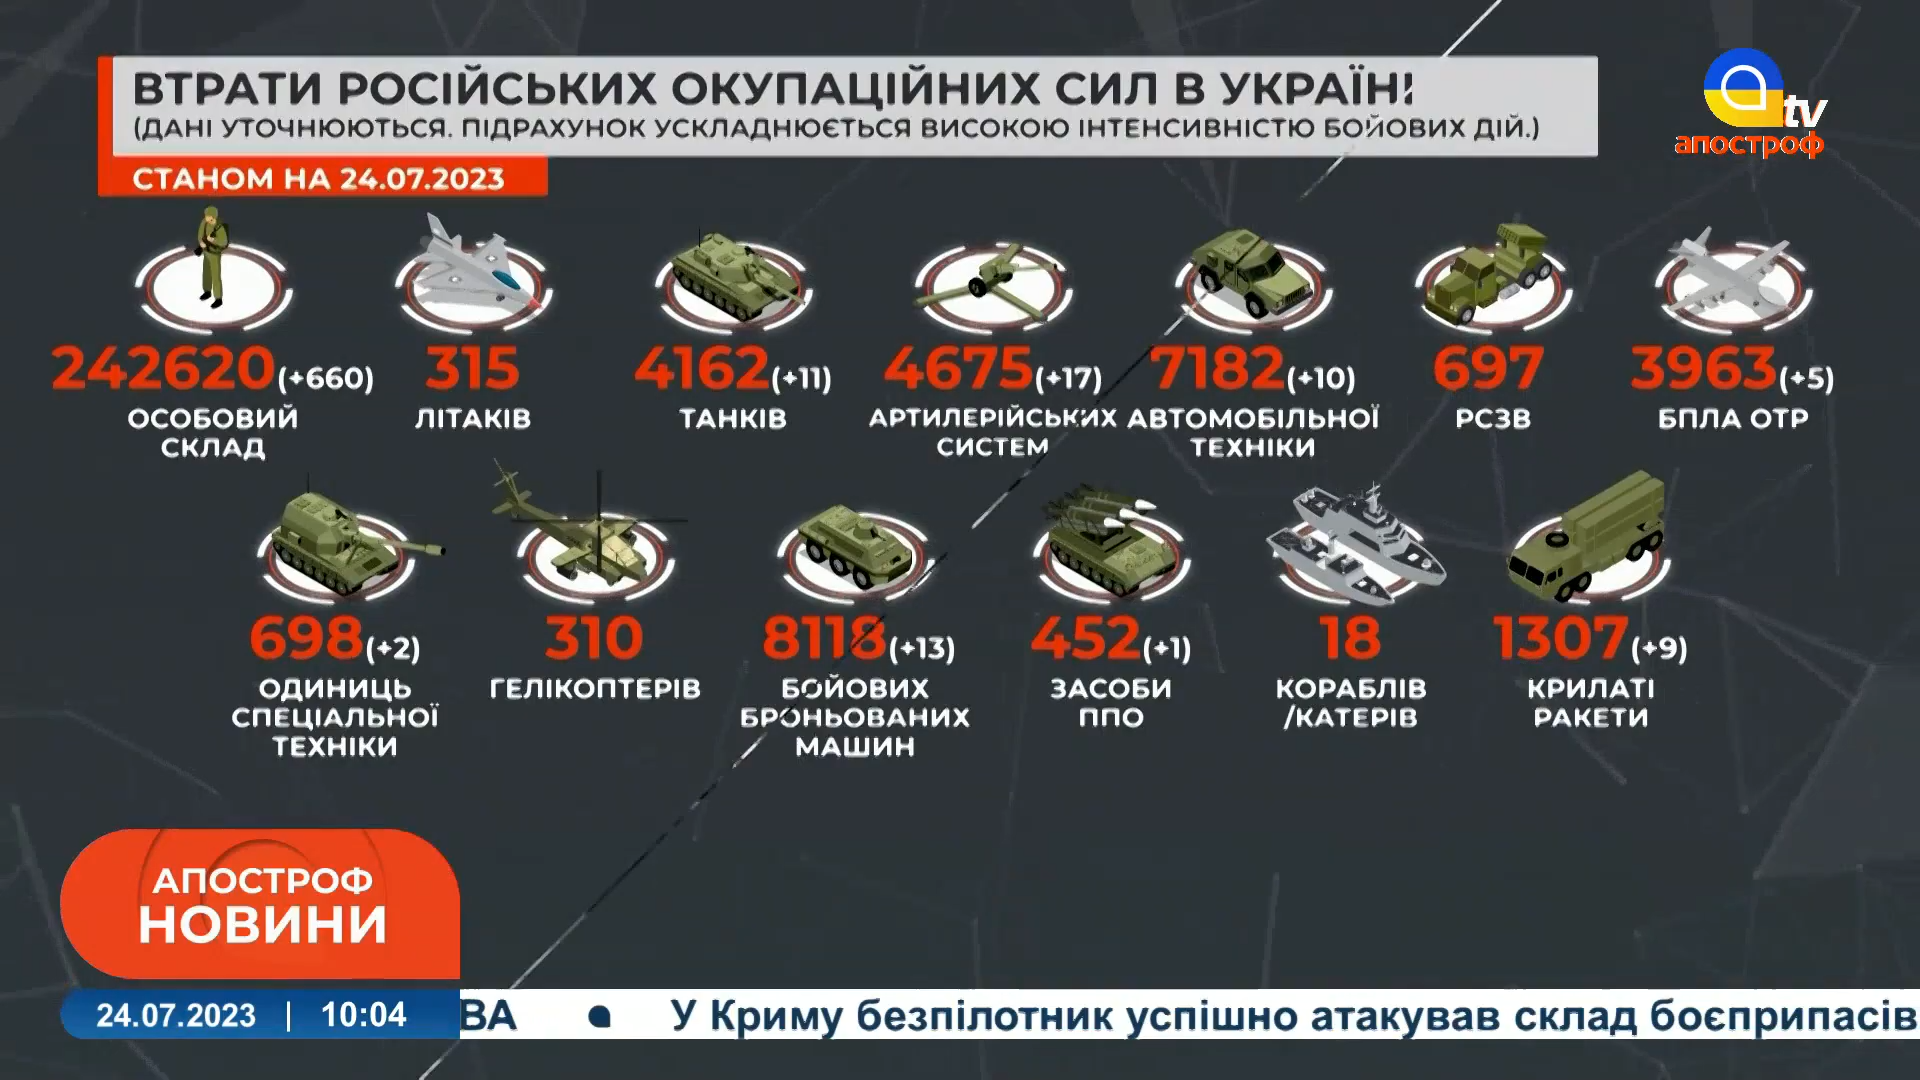 ВТРАТИ РОСІЙСЬКИХ ОКУПАЦІЙНИХ СИЛ В УКРАЇНІ
(ДАНІ УТОЧНЮЮТЬСЯ. ПІДРАХУНОК УСКЛАДНЮЄТЬСЯ ВИСОКОЮ ІНТЕНСИВНІСТЮ БОЙОВИХ ДІЙ.)
СТАНОМ НА 24.07.2023
tv
апостроф
242620(+660)
ОСОБОВИЙ
СКЛАД
315
ЛІТАКІВ
4162(+11)
ТАНКІВ
4675(+17)
АРТИЛЕРІЙСЬКИХ
СИСТЕМ
7182(+10)
АВТОМОБІЛЬНОЇ
ТЕХНІКИ
697
РСЗВ
3963(+5)
БПЛА ОТР
698(+2)
ОДИНИЦЬ
СПЕЦІАЛЬНОЇ
ТЕХНІКИ
310
ГЕЛІКОПТЕРІВ
8118(+13)
БОЙОВИХ
БРОНЬОВАНИХ
МАШИН
452(+1)
ЗАСОБИ
ППО
18
КОРАБЛІВ
/КАТЕРІВ
1307(+9)
КРИЛАТІ
РАКЕТИ
АПОСТРОФ
НОВИНИ
24.07.2023 | 10:04
ВА • У Криму безпілотник успішно атакував склад боєприпасів